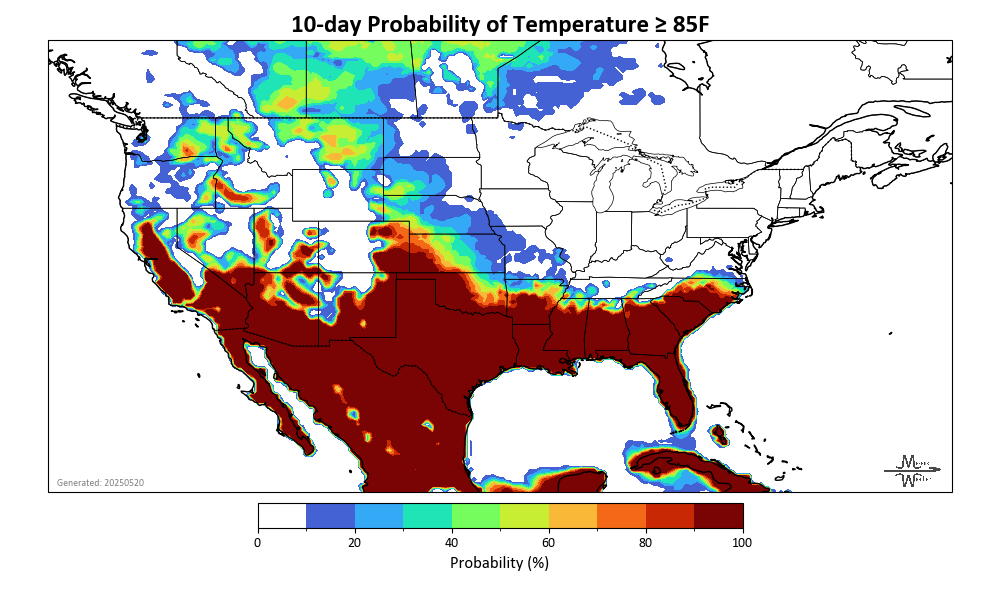 10-day Probability of Temperature ≥ 85F
Generated: 20250520
0 20 40 60 80 100
Probability (%)